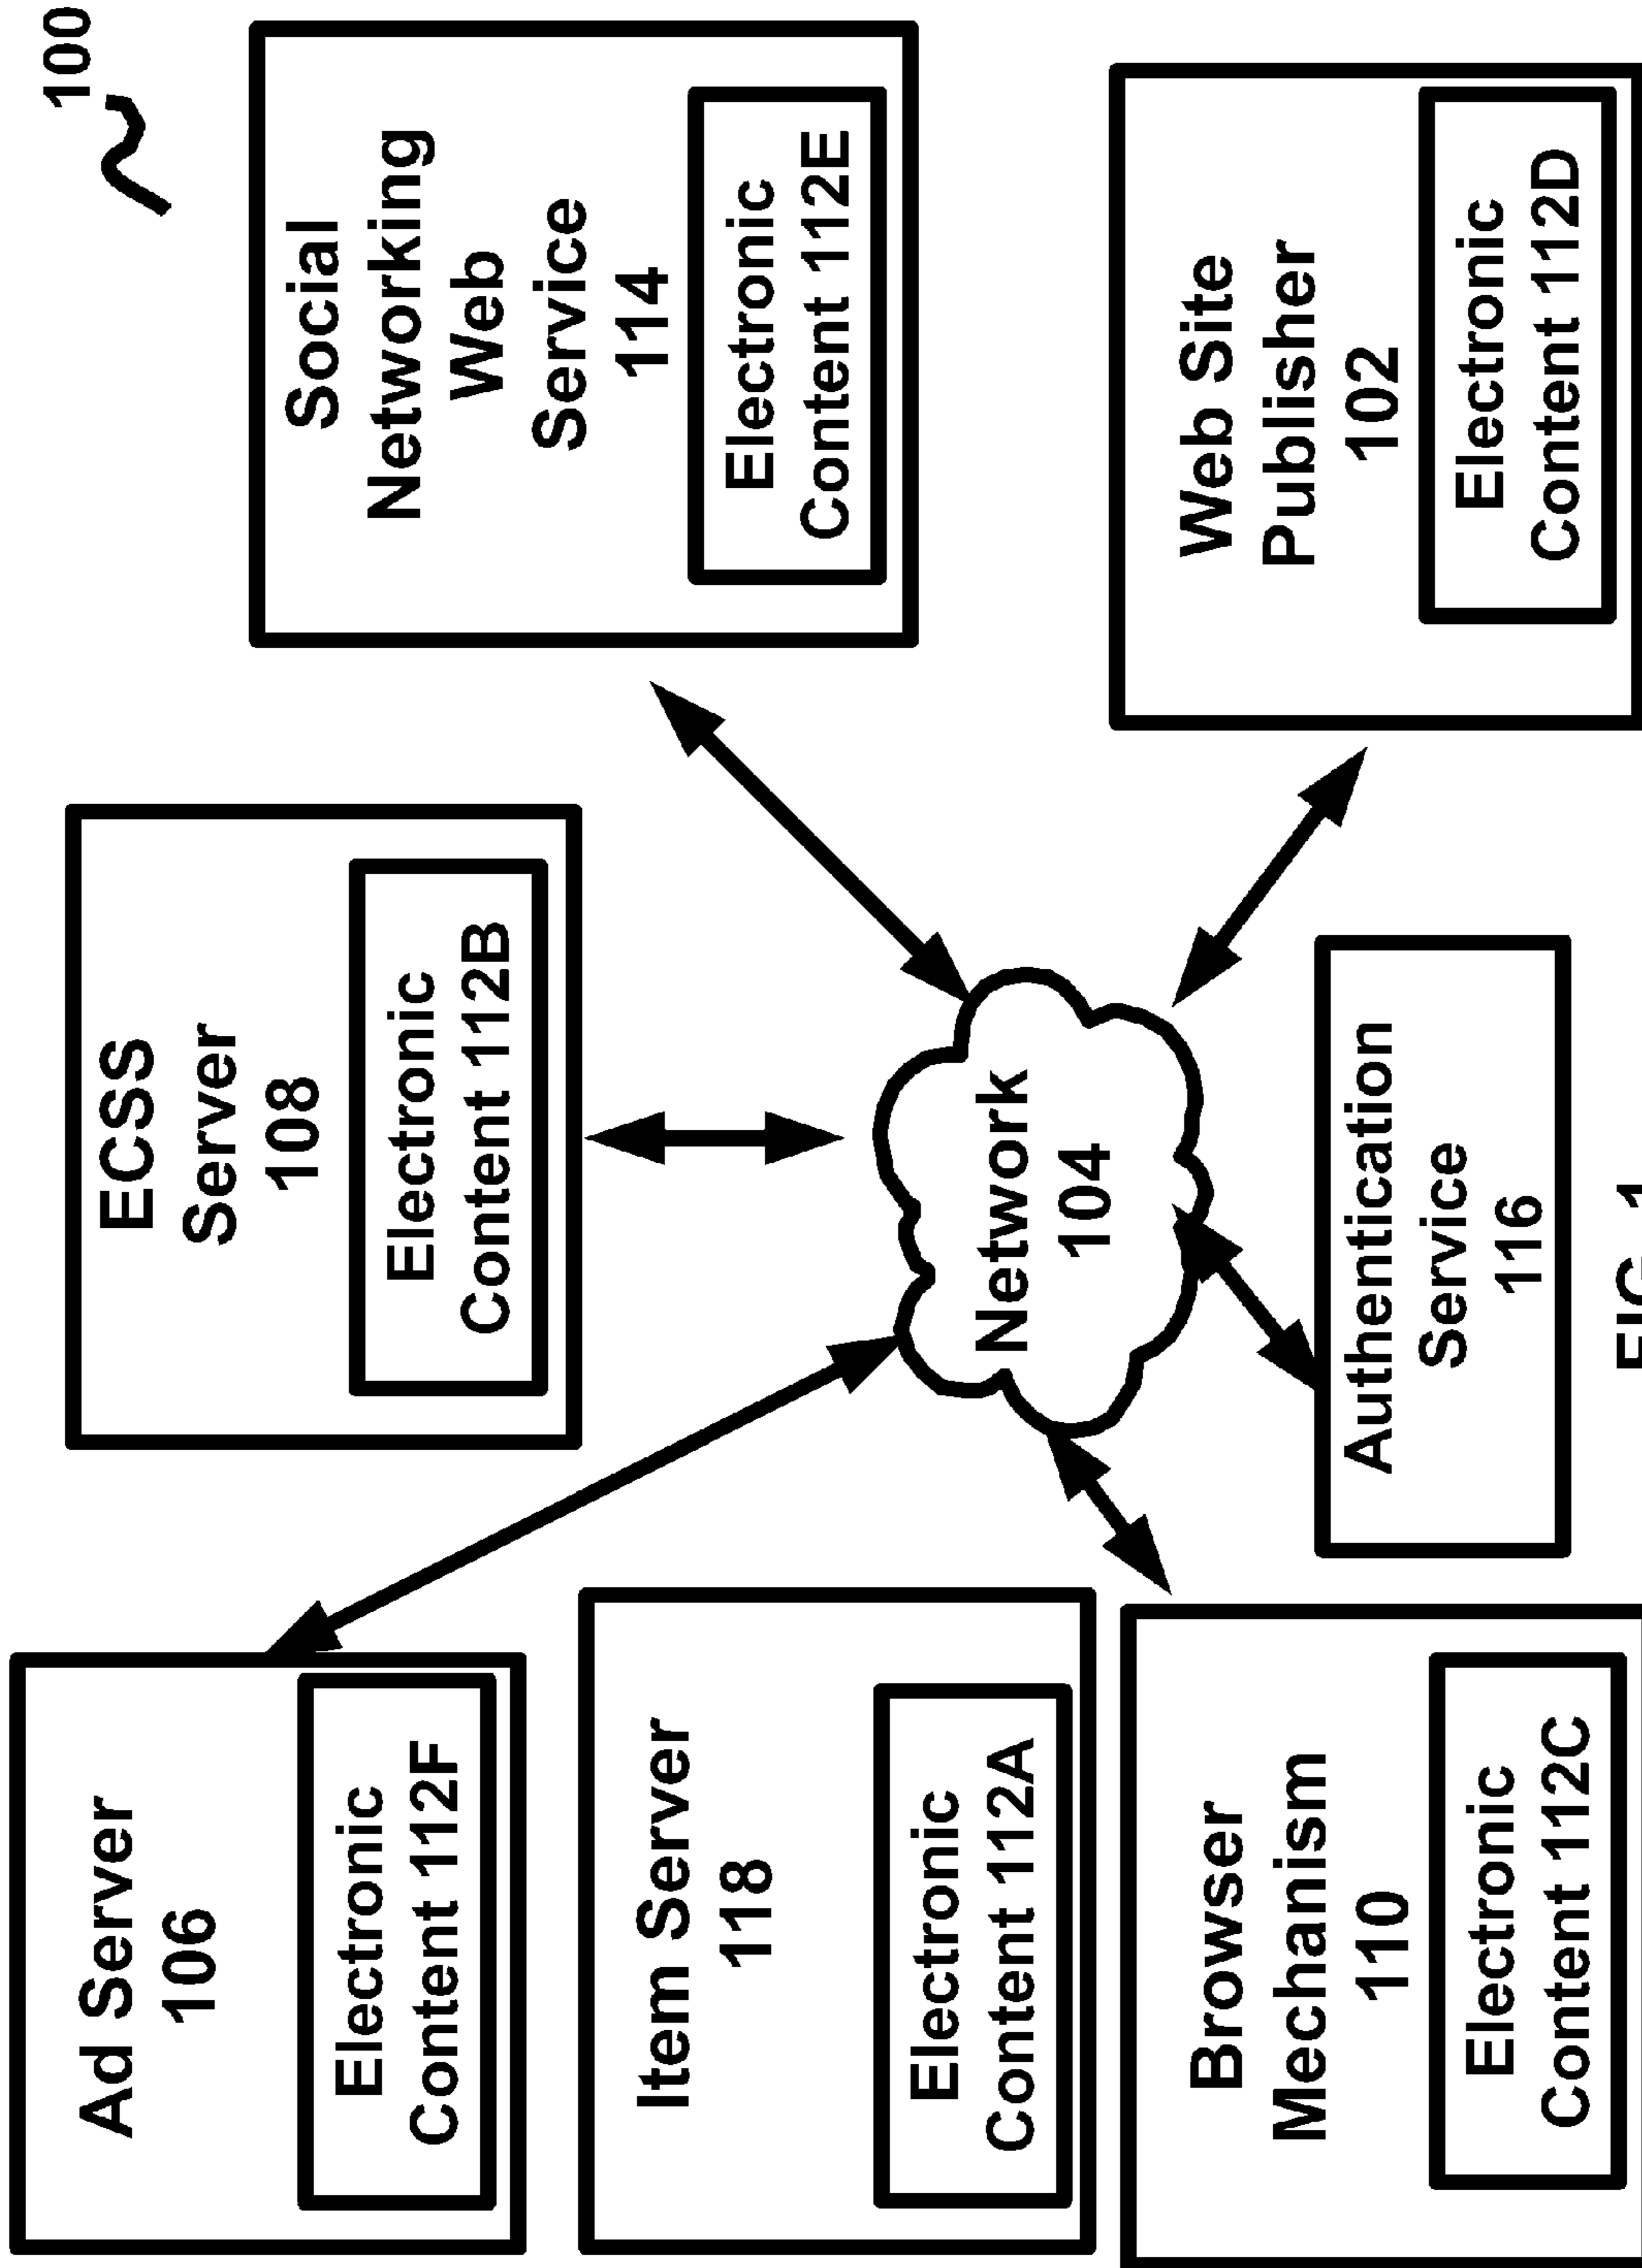 100
Ad Server
106
Electronic
Content 112F
ECSS
Server
108
Electronic
Content 112B
Social
Networking
Web
Service
114
Electronic
Content 112E
Item Server
118
Electronic
Content 112A
Network
104
Browser
Mechanism
110
Electronic
Content 112C
Authentication
Service
116
Web Site
Publisher
102
Electronic
Content 112D
FIG. 1